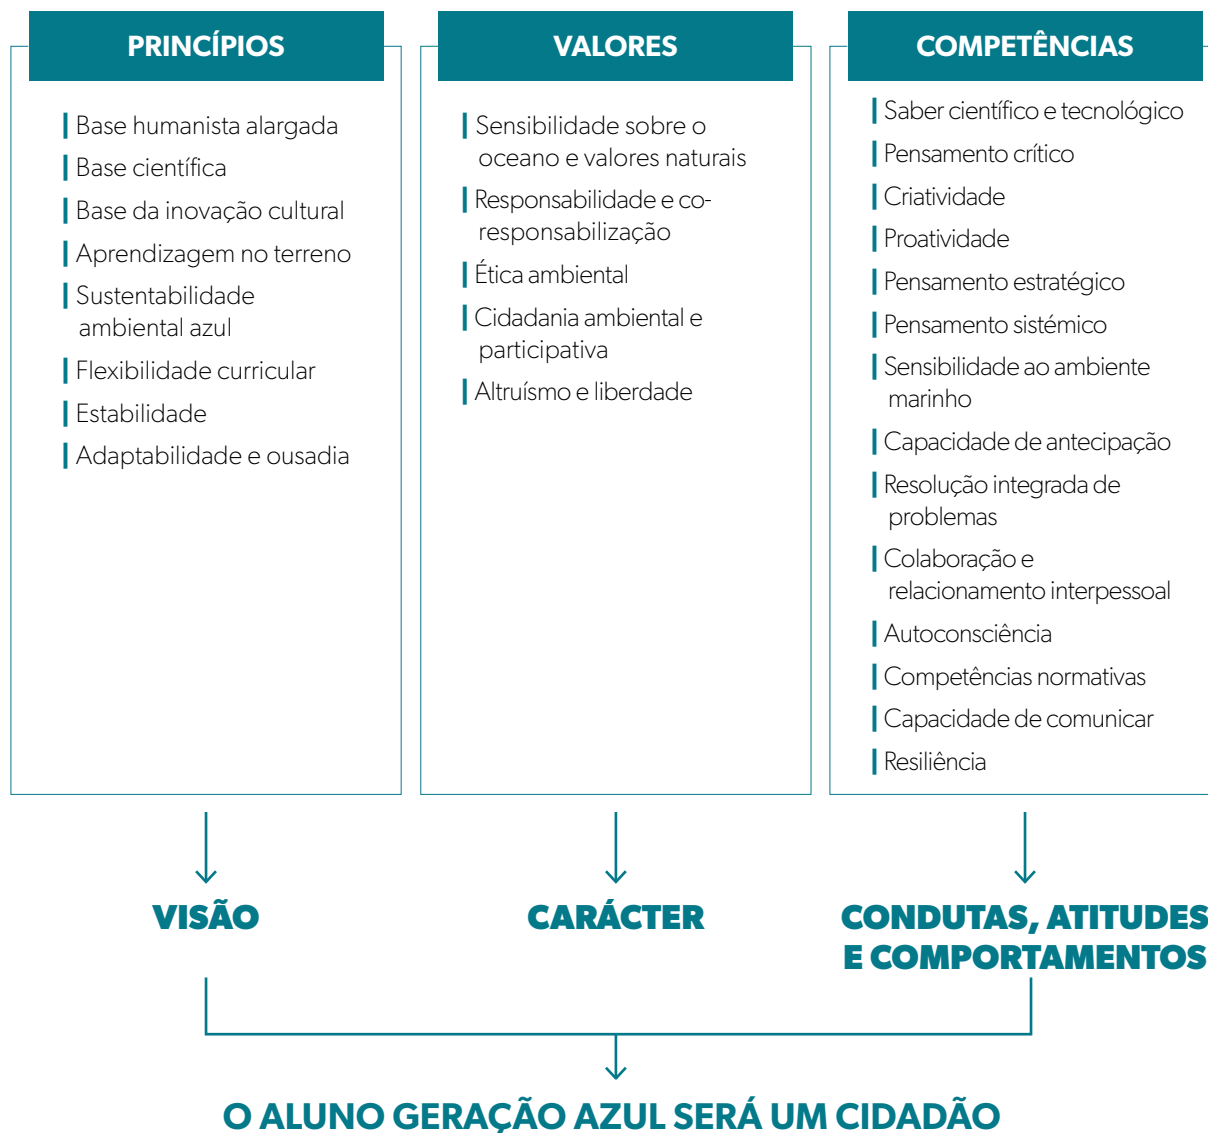 PRINCÍPIOS
Base humanista alargada
Base científica
Base da inovação cultural
Aprendizagem no terreno
Sustentabilidade
ambiental azul
Flexibilidade curricular
Estabilidade
Adaptabilidade e ousadia
VALORES
Sensibilidade sobre o
oceano e valores naturais
Responsabilidade e co-
responsabilização
Ética ambiental
Cidadania ambiental e
participativa
Altruísmo e liberdade
COMPETÊNCIAS
Saber científico e tecnológico
Pensamento crítico
Criatividade
Proatividade
Pensamento estratégico
Pensamento sistémico
Sensibilidade ao ambiente
marinho
Capacidade de antecipação
Resolução integrada de
problemas
Colaboração e
relacionamento interpessoal
Autoconsciência
Competências normativas
Capacidade de comunicar
Resiliência
VISÃO
CARÁCTER
CONDUTAS, ATITUDES
E COMPORTAMENTOS
O ALUNO GERAÇÃO AZUL SERÁ UM CIDADÃO